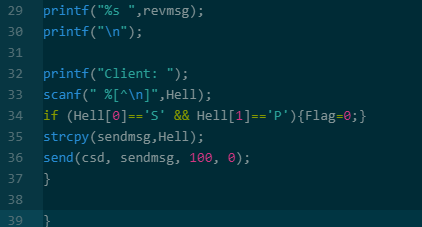 29 printf("%s ",revmsg);
30 printf("\n");
31
32 printf("Client: ");
33 scanf(" %[^\n]",Hell);
34 if (Hell[0]=='S' && Hell[1]=='P'){Flag=0;}
35 strcpy(sendmsg,Hell);
36 send(csd, sendmsg, 100, 0);
37 }
38
39 }